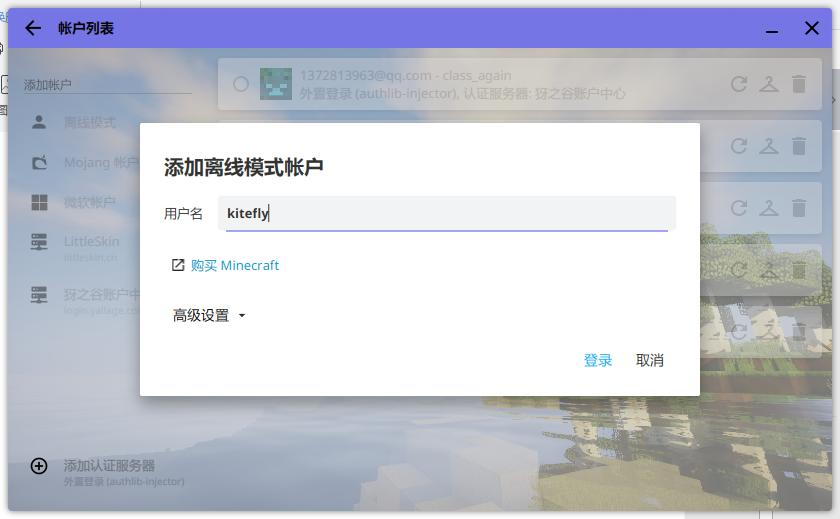 帐户列表
添加帐户
离线模式
Mojang 帐户
微软帐户
LittleSkin
littleskin.cn
犽之谷账户中
login.yallage.com
添加认证服务器
外置登录 (authlib-injector)
1372813963@qq.com - class_again
外置登录 (authlib-injector), 认证服务器: 犽之谷账户中心
添加离线模式帐户
用户名
kitefly
购买 Minecraft
高级设置
登录
取消